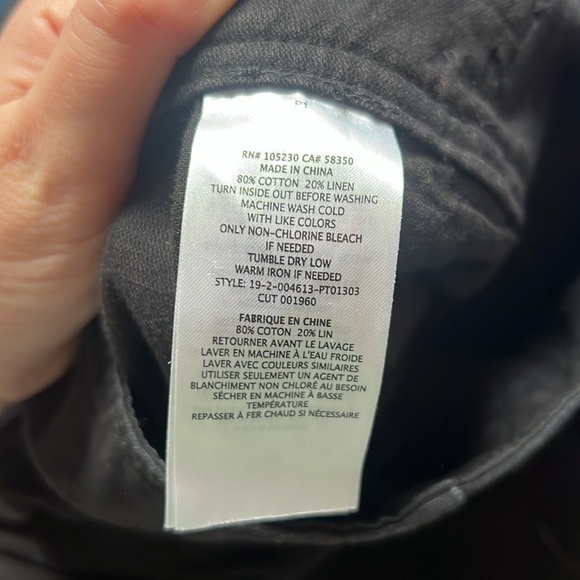 P1
RN# 105230 CA# 58350
MADE IN CHINA
80% COTTON 20% LINEN
TURN INSIDE OUT BEFORE WASHING
MACHINE WASH COLD
WITH LIKE COLORS
ONLY NON-CHLORINE BLEACH
IF NEEDED
TUMBLE DRY LOW
WARM IRON IF NEEDED
STYLE: 19-2-004613-PT01303
CUT 001960
FABRIQUE EN CHINE
80% COTON 20% LIN
RETOURNER AVANT LE LAVAGE
LAVER EN MACHINE À L'EAU FROIDE
LAVER AVEC COULEURS SIMILAIRES
UTILISER SEULEMENT UN AGENT DE
BLANCHIMENT NON CHLORÉ AU BESOIN
SÉCHER EN MACHINE À BASSE
TEMPÉRATURE
REPASSER À FER CHAUD SI NÉCESSAIRE